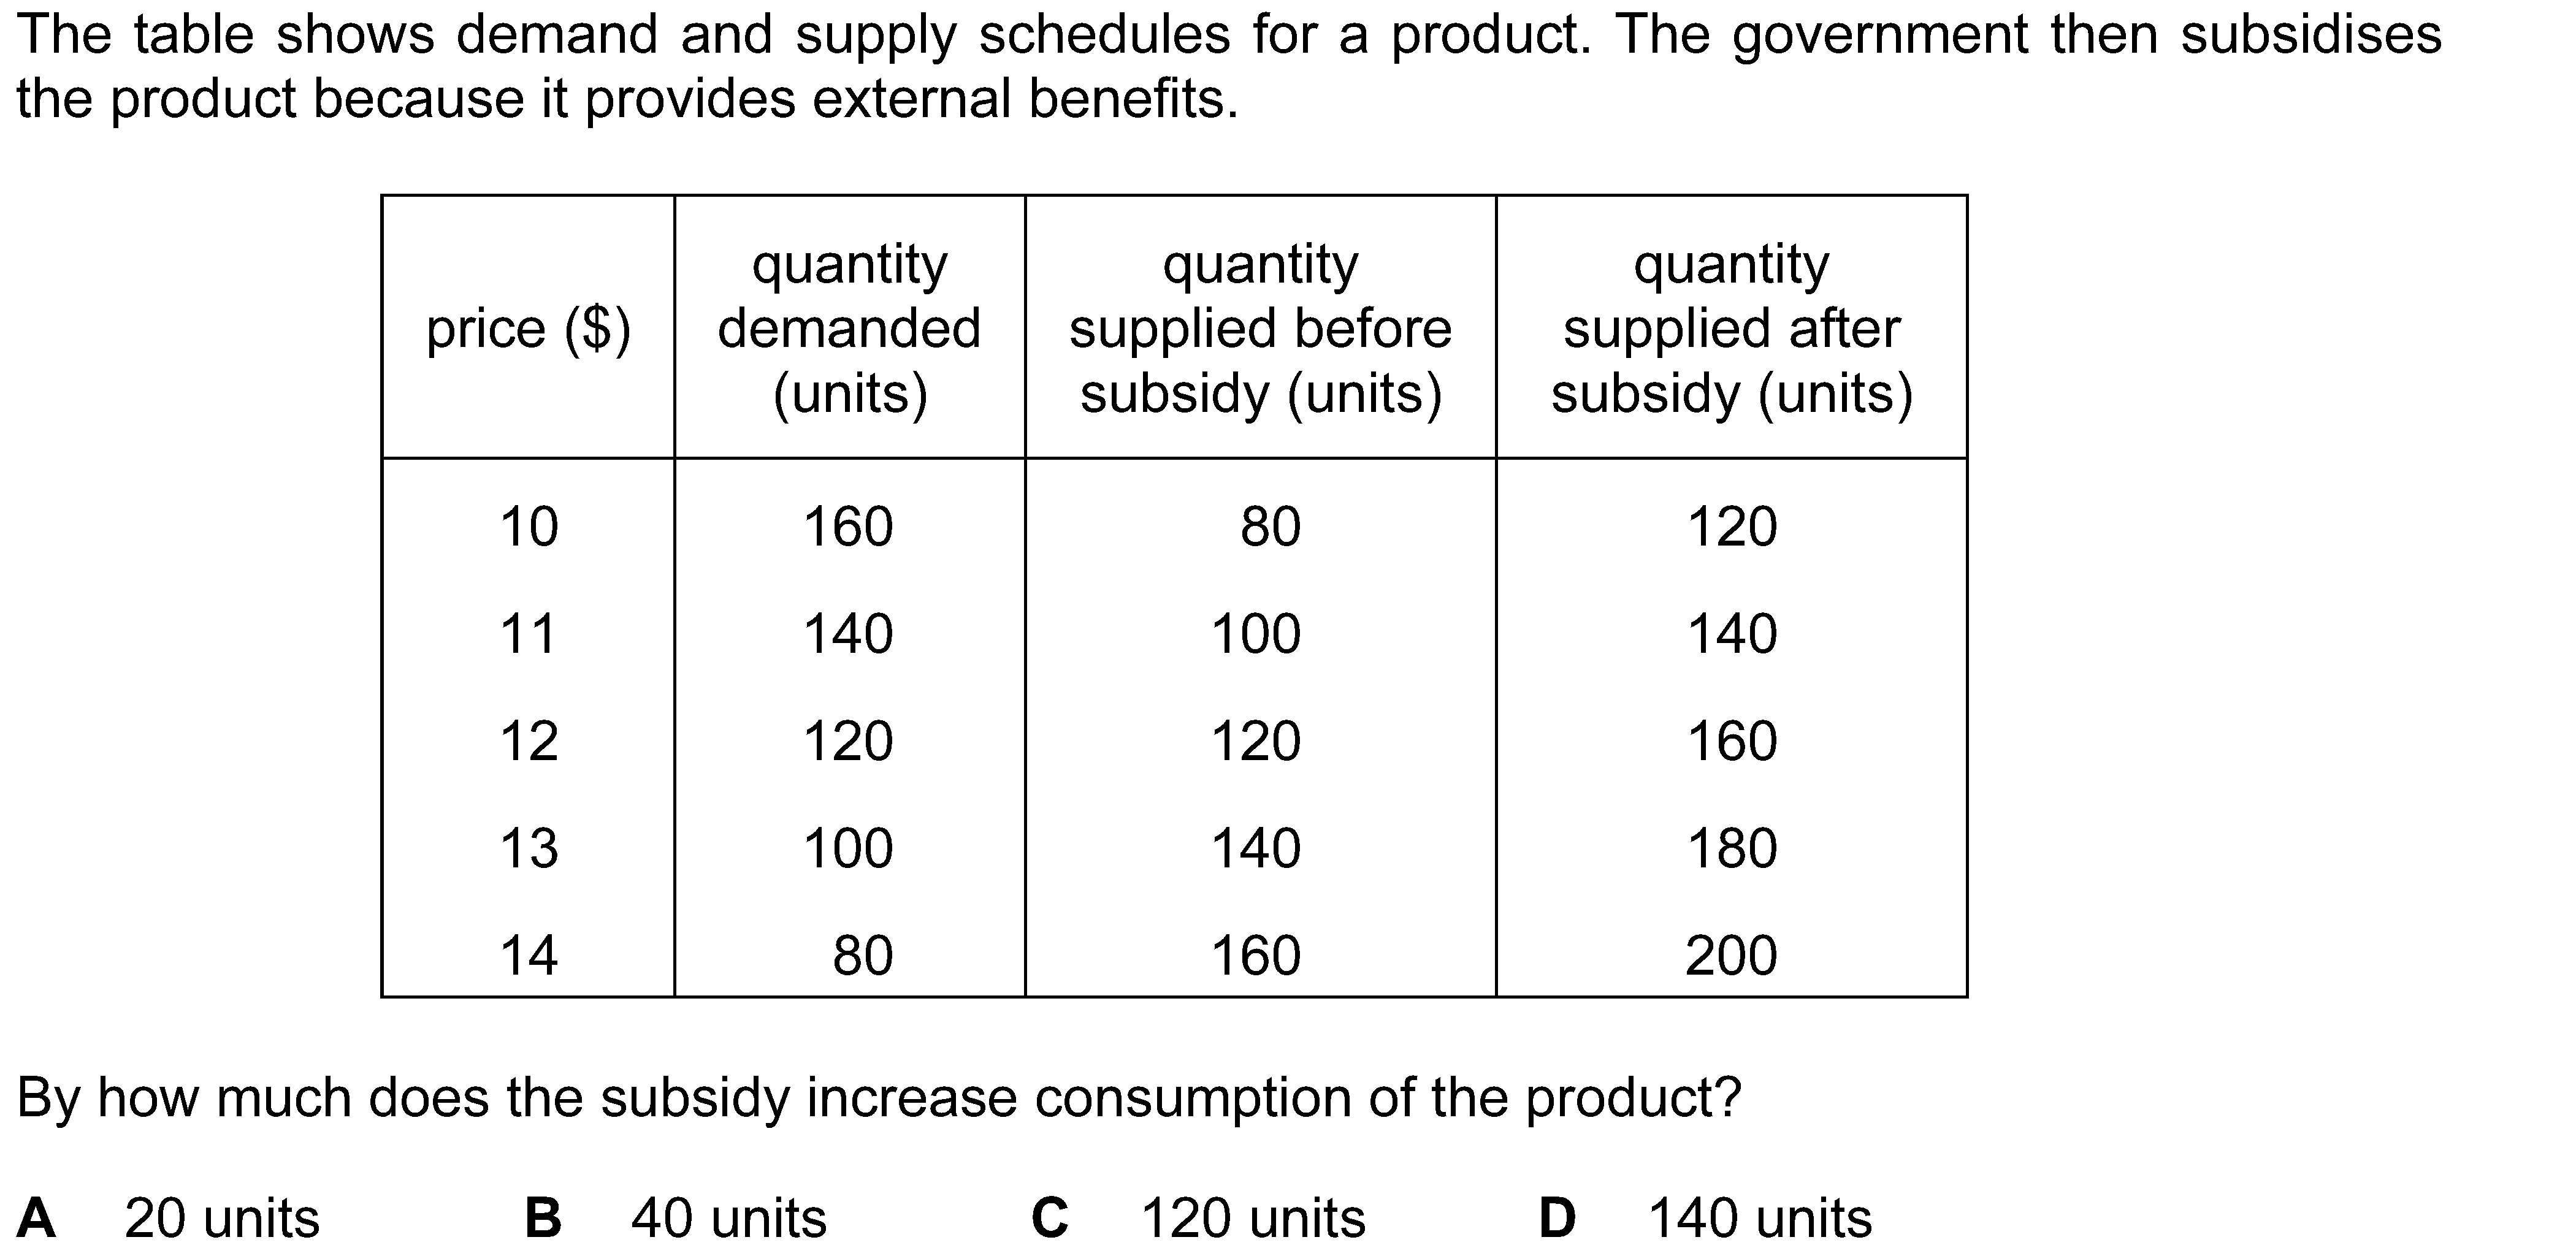 The table shows demand and supply schedules for a product. The government then subsidises
the product because it provides external benefits.
price ($) quantity demanded (units) quantity supplied before subsidy (units) quantity supplied after subsidy (units)
10 160 80 120
11 140 100 140
12 120 120 160
13 100 140 180
14 80 160 200
By how much does the subsidy increase consumption of the product?
A 20 units B 40 units C 120 units D 140 units